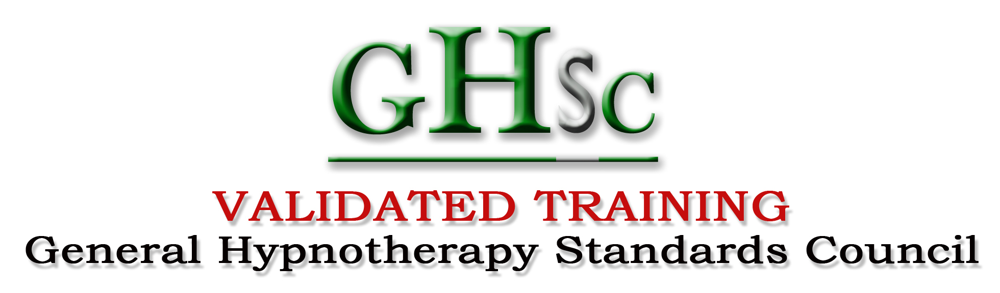 GHSC
VALIDATED TRAINING
General Hypnotherapy Standards Council